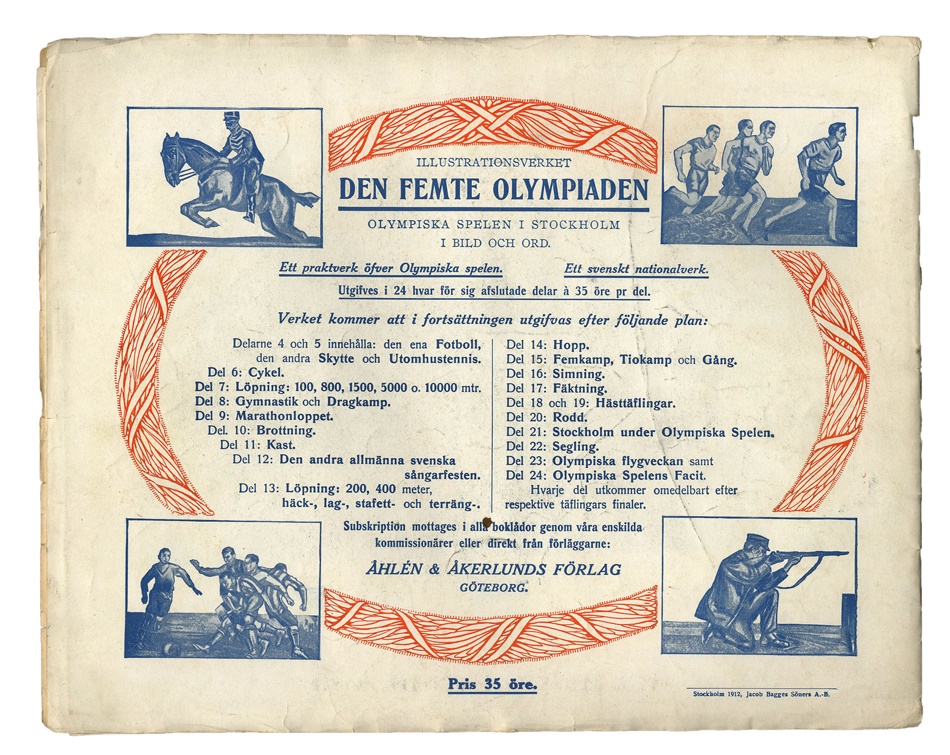 ILLUSTRATIONSVERKET
DEN FEMTE OLYMPIADEN
OLYMPISKA SPELEN I STOCKHOLM
I BILD OCH ORD.
Ett praktverk öfver Olympiska spelen. Ett svenskt nationalverk.
Utgifves i 24 hvar för sig afslutade delar à 35 öre pr del.
Verket kommer att i fortsättningen utgifvas efter följande plan:
Delarne 4 och 5 innehålla: den ena Fotboll,
den andra Skytte och Utomhustennis.
Del 6: Cykel.
Del 7: Löpning: 100, 800, 1500, 5000 o. 10000 mtr.
Del 8: Gymnastik och Dragkamp.
Del 9: Marathonloppet.
Del. 10: Brottning.
Del 11: Kast.
Del 12: Den andra allmänna svenska
sångarfesten.
Del 13: Löpning: 200, 400 meter,
häck-, lag-, stafett- och terräng-.
Del 14: Hopp.
Del 15: Femkamp, Tiokamp och Gång.
Del 16: Simning.
Del 17: Fäktning.
Del 18 och 19: Hästtäflingar.
Del 20: Rodd.
Del 21: Stockholm under Olympiska Spelen.
Del 22: Segling.
Del 23: Olympiska flygveckan samt
Del 24: Olympiska Spelens Facit.
Hvarje del utkommer omedelbart efter
respektive täflingars finaler.
Subskription mottages i alla boklådor genom våra enskilda
kommissionärer eller direkt från förläggarne:
ÅHLÉN & ÅKERLUNDS FÖRLAG
GÖTEBORG.
Pris 35 öre.
Stockholm 1912, Jacob Bagges Söners A.-B.